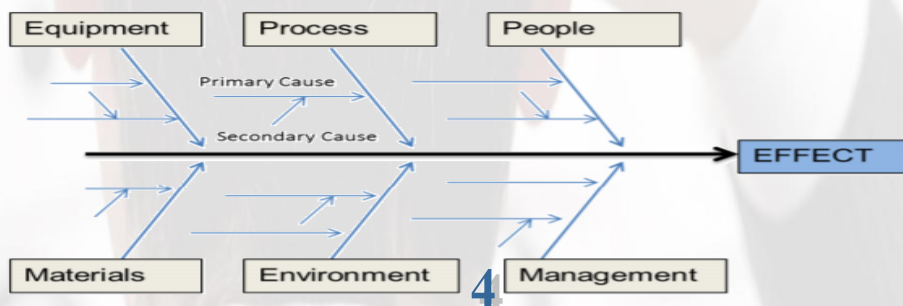 Equipment
Process
People
Primary Cause
Secondary Cause
EFFECT
Materials
Environment
4
Management